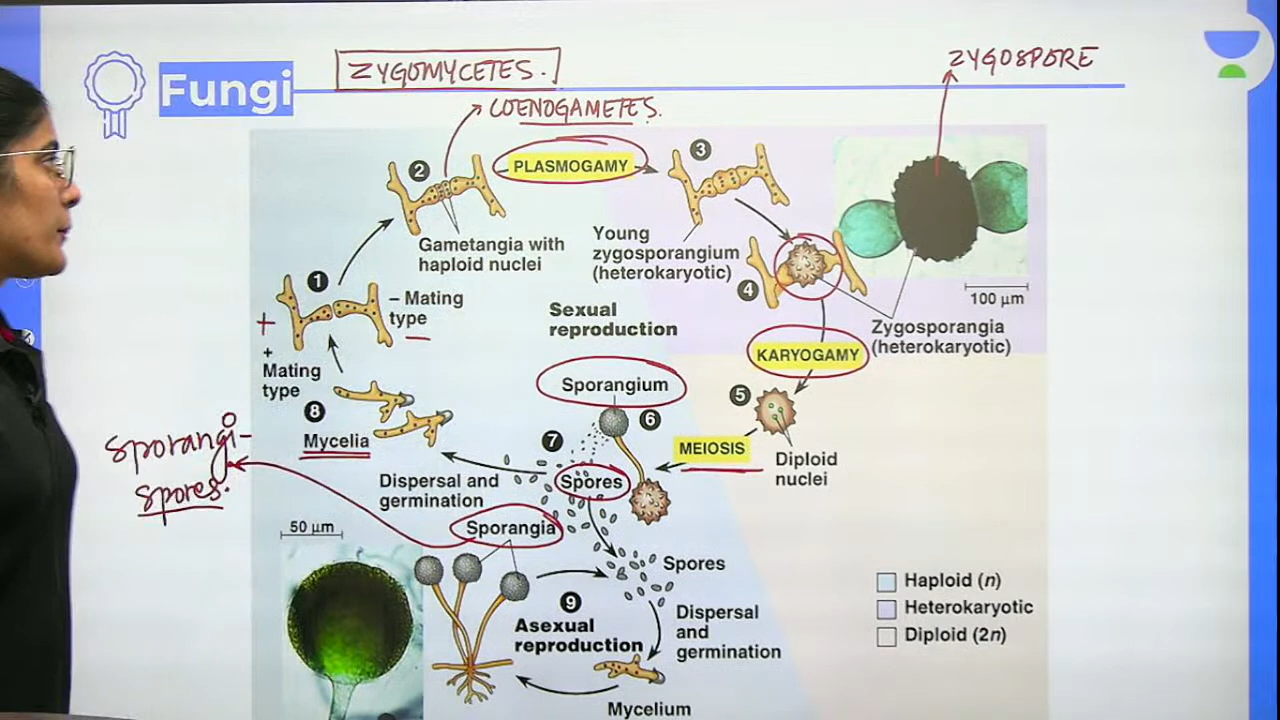 ZYGOMYCETES.
ZYGOSPORE
Fungi
COENOGAMETES.
2
PLASMOGAMY
3
Gametangia with
haploid nuclei
Young
zygosporangium
(heterokaryotic)
4
100 μm
1
– Mating
type
+
+
Mating
type
Sexual
reproduction
Zygosporangia
(heterokaryotic)
KARYOGAMY
Sporangium
5
6
8
Mycelia
7
MEIOSIS
Diploid
nuclei
Sporangio-
spores.
Dispersal and
germination
Spores
50 μm
Sporangia
Spores
9
Asexual
reproduction
Dispersal
and
germination
Mycelium
Haploid (n)
Heterokaryotic
Diploid (2n)